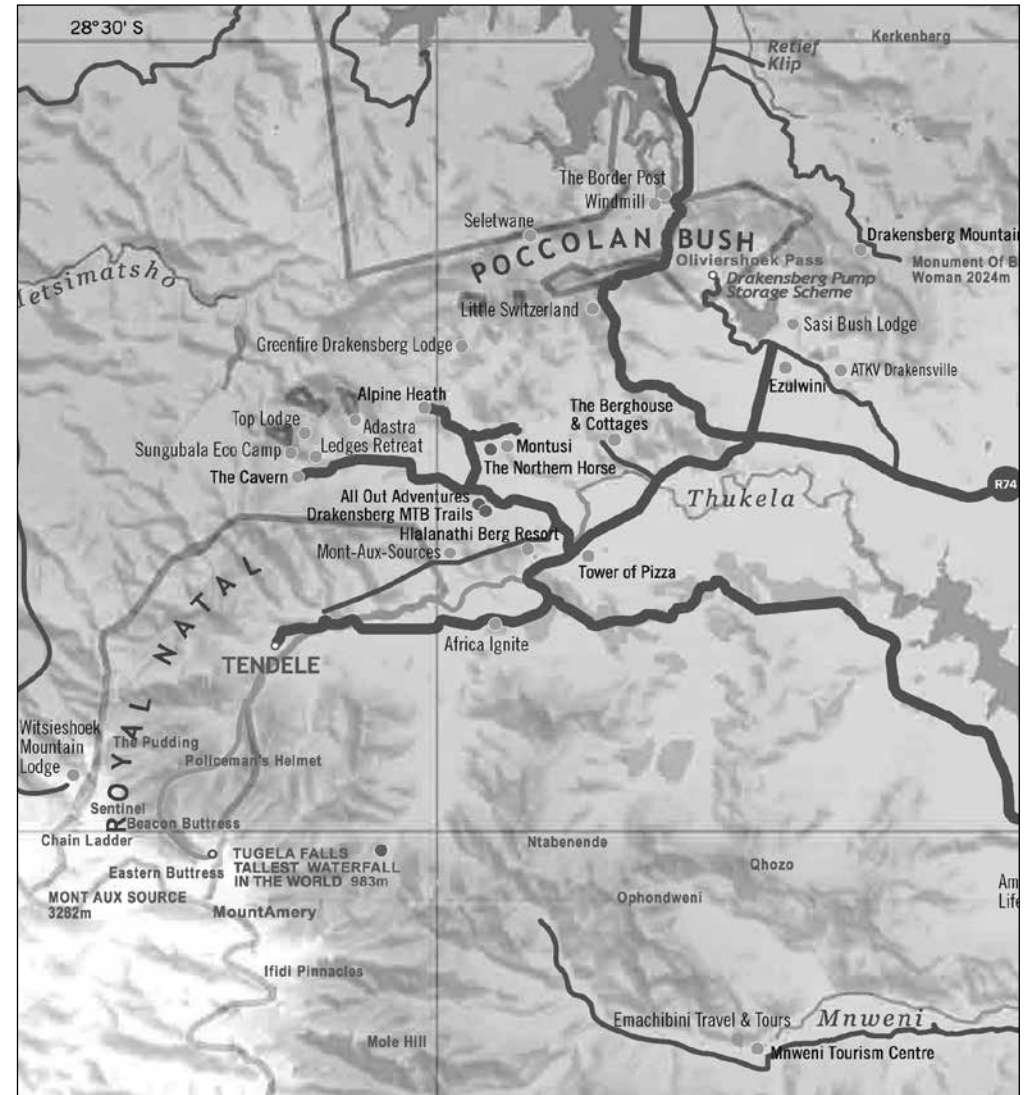 28°30' S
Kerkenberg
Retief
Klip
The Border Post
Windmill
Seletwane
POCCOLAN BUSH
Oliviershoek Pass
Drakensberg Mountain
Monument Of B
Woman 2024m
Metsimatsho
Drakensberg Pump
Storage Scheme
Little Switzerland
Sasi Bush Lodge
Greenfire Drakensberg Lodge
ATKV Drakensville
Ezulwini
Alpine Heath
The Berghouse
& Cottages
Top Lodge
Adastra
Sungubala Eco Camp
Ledges Retreat
Montusi
The Northern Horse
The Cavern
R74
All Out Adventures
Drakensberg MTB Trails
Thukela
Hlalanathi Berg Resort
Mont-Aux-Sources
Tower of Pizza
ROYAL NATAL
Africa Ignite
TENDELE
Witsieshoek
Mountain
Lodge
The Pudding
Policeman's Helmet
Sentinel
Beacon Buttress
Chain Ladder
Ntabenende
TUGELA FALLS
TALLEST WATERFALL
IN THE WORLD 983m
Eastern Buttress
Qhozo
MONT AUX SOURCE
3282m
Ophondweni
Am
Life
MountAmery
Ifidi Pinnacles
Emachibini Travel & Tours
Mnweni
Mole Hill
Mnweni Tourism Centre